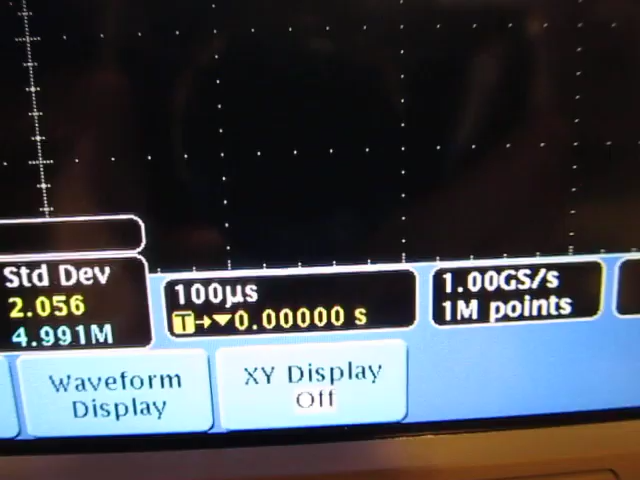 Std Dev
2.056
4.991M
100µs
T→▼0.00000 s
1.00GS/s
1M points
Waveform
Display
XY Display
Off